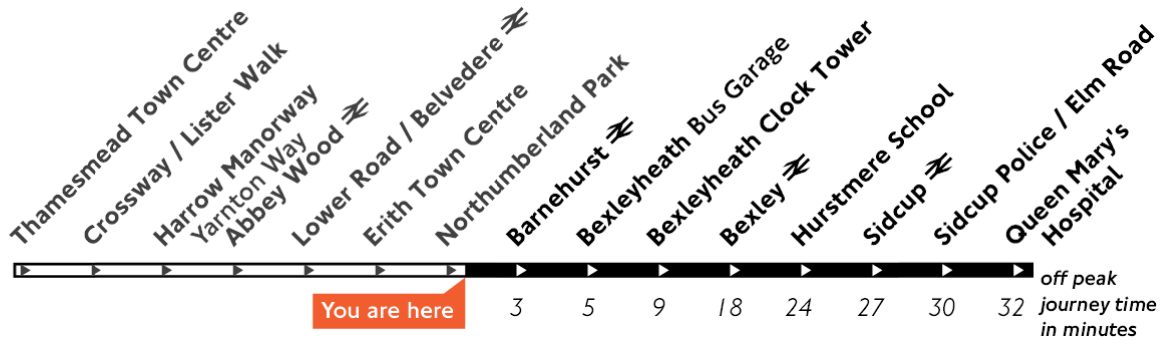 Thamesmead Town Centre
Crossway / Lister Walk
Harrow Manorway
Yarnton Way
Abbey Wood
Lower Road / Belvedere
Erith Town Centre
Northumberland Park
Barnehurst
Bexleyheath Bus Garage
Bexleyheath Clock Tower
Bexley
Hurstmere School
Sidcup
Sidcup Police / Elm Road
Queen Mary's
Hospital
You are here
3 5 9 18 24 27 30 32
off peak
journey time
in minutes